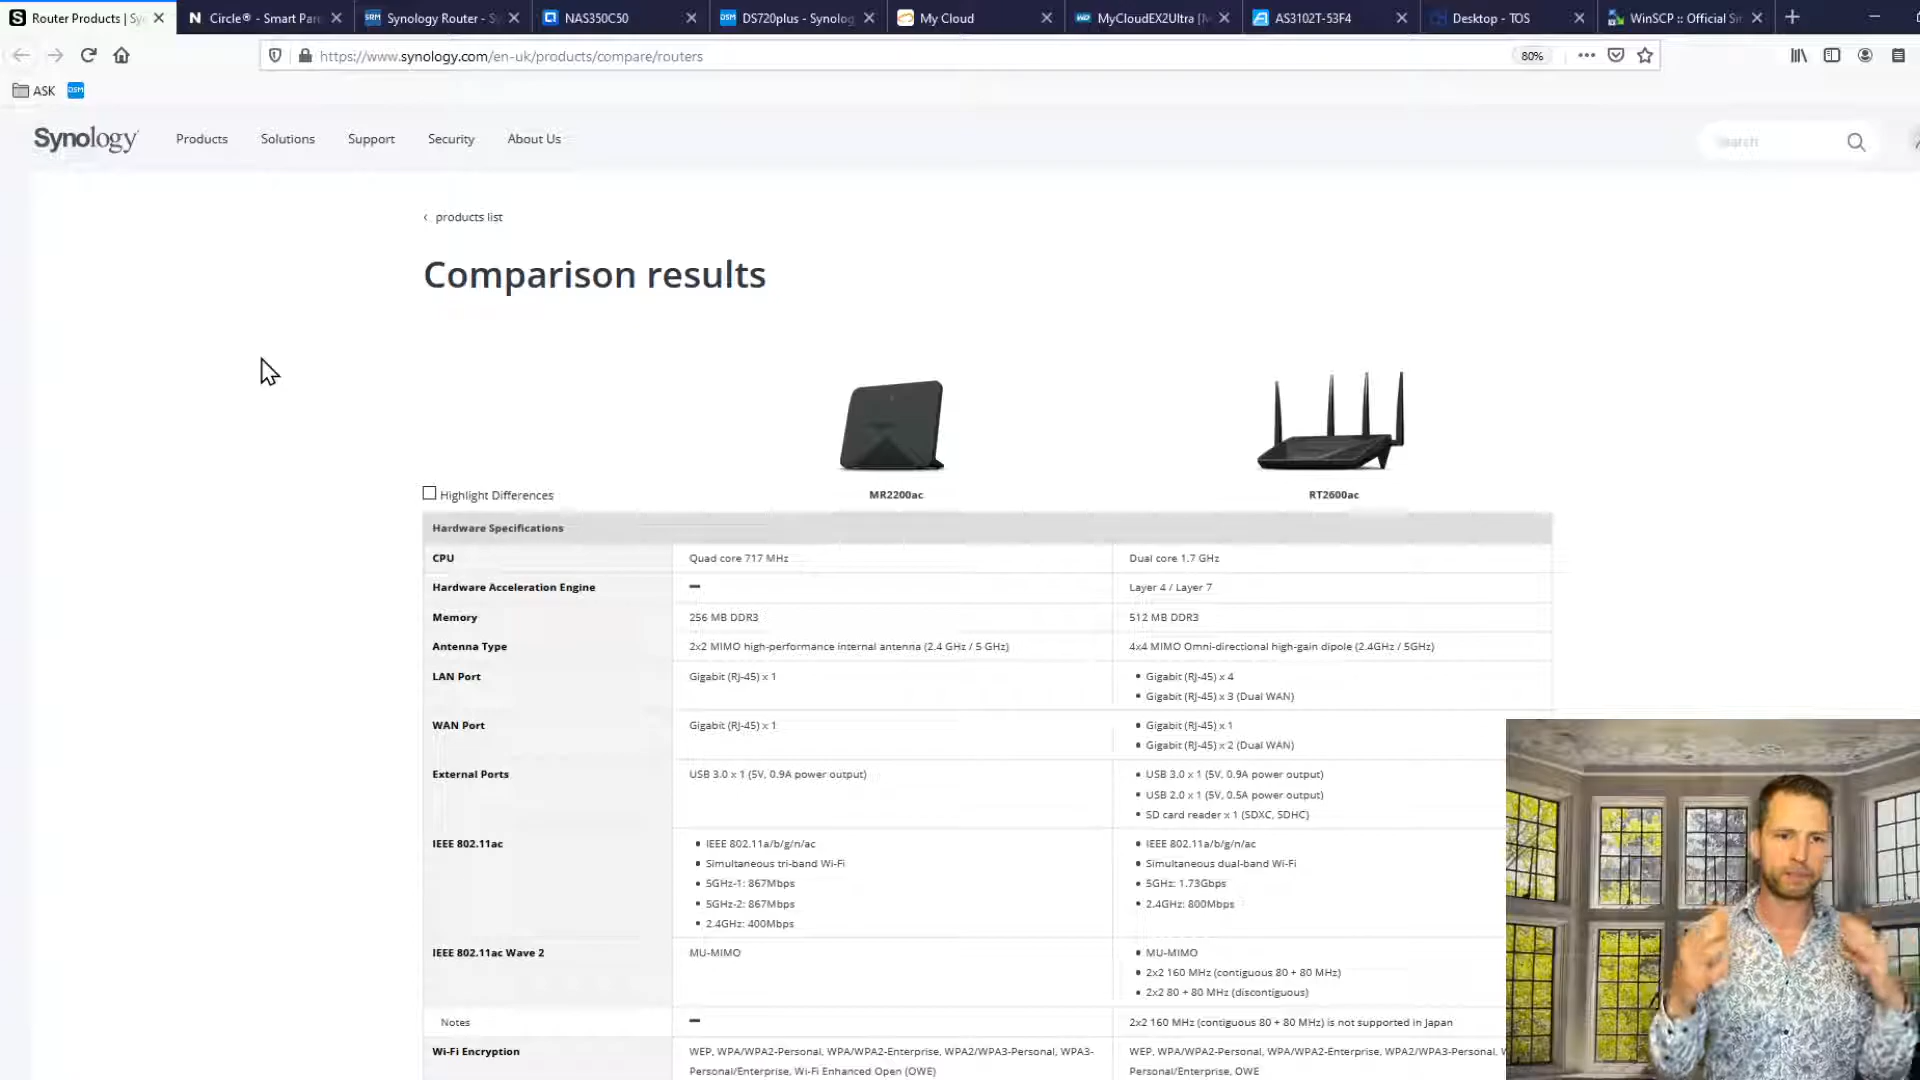 Router Products | Sy
Circle® - Smart Par
SRM Synology Router - S
NAS350C50
DSM DS720plus - Synolog
My Cloud
WD MyCloudEX2Ultra [
AS3102T-53F4
Desktop - TOS
WinSCP :: Official Si
https://www.synology.com/en-uk/products/compare/routers
80%
ASK
DSM
Synology
Products
Solutions
Support
Security
About Us
Search
‹ products list
Comparison results
Highlight Differences
MR2200ac
RT2600ac
Hardware Specifications
CPU
Quad core 717 MHz
Dual core 1.7 GHz
Hardware Acceleration Engine
–
Layer 4 / Layer 7
Memory
256 MB DDR3
512 MB DDR3
Antenna Type
2x2 MIMO high-performance internal antenna (2.4 GHz / 5 GHz)
4x4 MIMO Omni-directional high-gain dipole (2.4GHz / 5GHz)
LAN Port
Gigabit (RJ-45) x 1
• Gigabit (RJ-45) x 4
• Gigabit (RJ-45) x 3 (Dual WAN)
WAN Port
Gigabit (RJ-45) x 1
• Gigabit (RJ-45) x 1
• Gigabit (RJ-45) x 2 (Dual WAN)
External Ports
USB 3.0 x 1 (5V, 0.9A power output)
• USB 3.0 x 1 (5V, 0.9A power output)
• USB 2.0 x 1 (5V, 0.5A power output)
• SD card reader x 1 (SDXC, SDHC)
IEEE 802.11ac
• IEEE 802.11a/b/g/n/ac
• Simultaneous tri-band Wi-Fi
• 5GHz-1: 867Mbps
• 5GHz-2: 867Mbps
• 2.4GHz: 400Mbps
• IEEE 802.11a/b/g/n/ac
• Simultaneous dual-band Wi-Fi
• 5GHz: 1.73Gbps
• 2.4GHz: 800Mbps
IEEE 802.11ac Wave 2
MU-MIMO
• MU-MIMO
• 2x2 160 MHz (contiguous 80 + 80 MHz)
• 2x2 80 + 80 MHz (discontiguous)
Notes
–
2x2 160 MHz (contiguous 80 + 80 MHz) is not supported in Japan
Wi-Fi Encryption
WEP, WPA/WPA2-Personal, WPA/WPA2-Enterprise, WPA2/WPA3-Personal, WPA3-
Personal/Enterprise, Wi-Fi Enhanced Open (OWE)
WEP, WPA/WPA2-Personal, WPA/WPA2-Enterprise, WPA2/WPA3-Personal, W
Personal/Enterprise, OWE